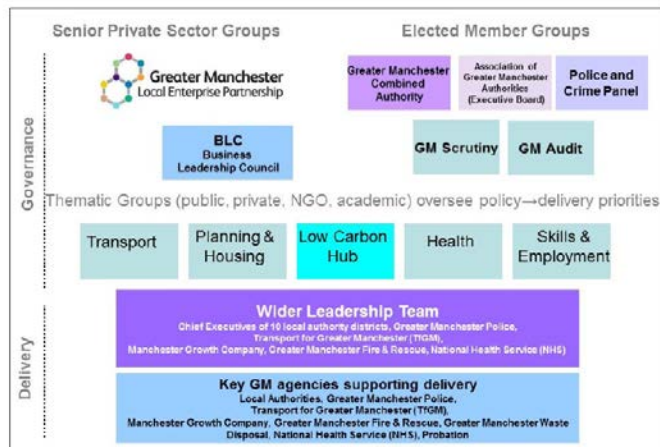 Senior Private Sector Groups
Elected Member Groups
Greater Manchester
Local Enterprise Partnership
Greater Manchester
Combined
Authority
Association of
Greater Manchester
Authorities
(Executive Board)
Police and
Crime Panel
BLC
Business
Leadership Council
GM Scrutiny
GM Audit
Governance
Thematic Groups (public, private, NGO, academic) oversee policy→delivery priorities
Transport
Planning &
Housing
Low Carbon
Hub
Health
Skills &
Employment
Delivery
Wider Leadership Team
Chief Executives of 10 local authority districts, Greater Manchester Police,
Transport for Greater Manchester (TfGM),
Manchester Growth Company, Greater Manchester Fire & Rescue, National Health Service (NHS)
Key GM agencies supporting delivery
Local Authorities, Greater Manchester Police,
Transport for Greater Manchester (TfGM),
Manchester Growth Company, Greater Manchester Fire & Rescue, Greater Manchester Waste
Disposal, National Health Service (NHS), Probation